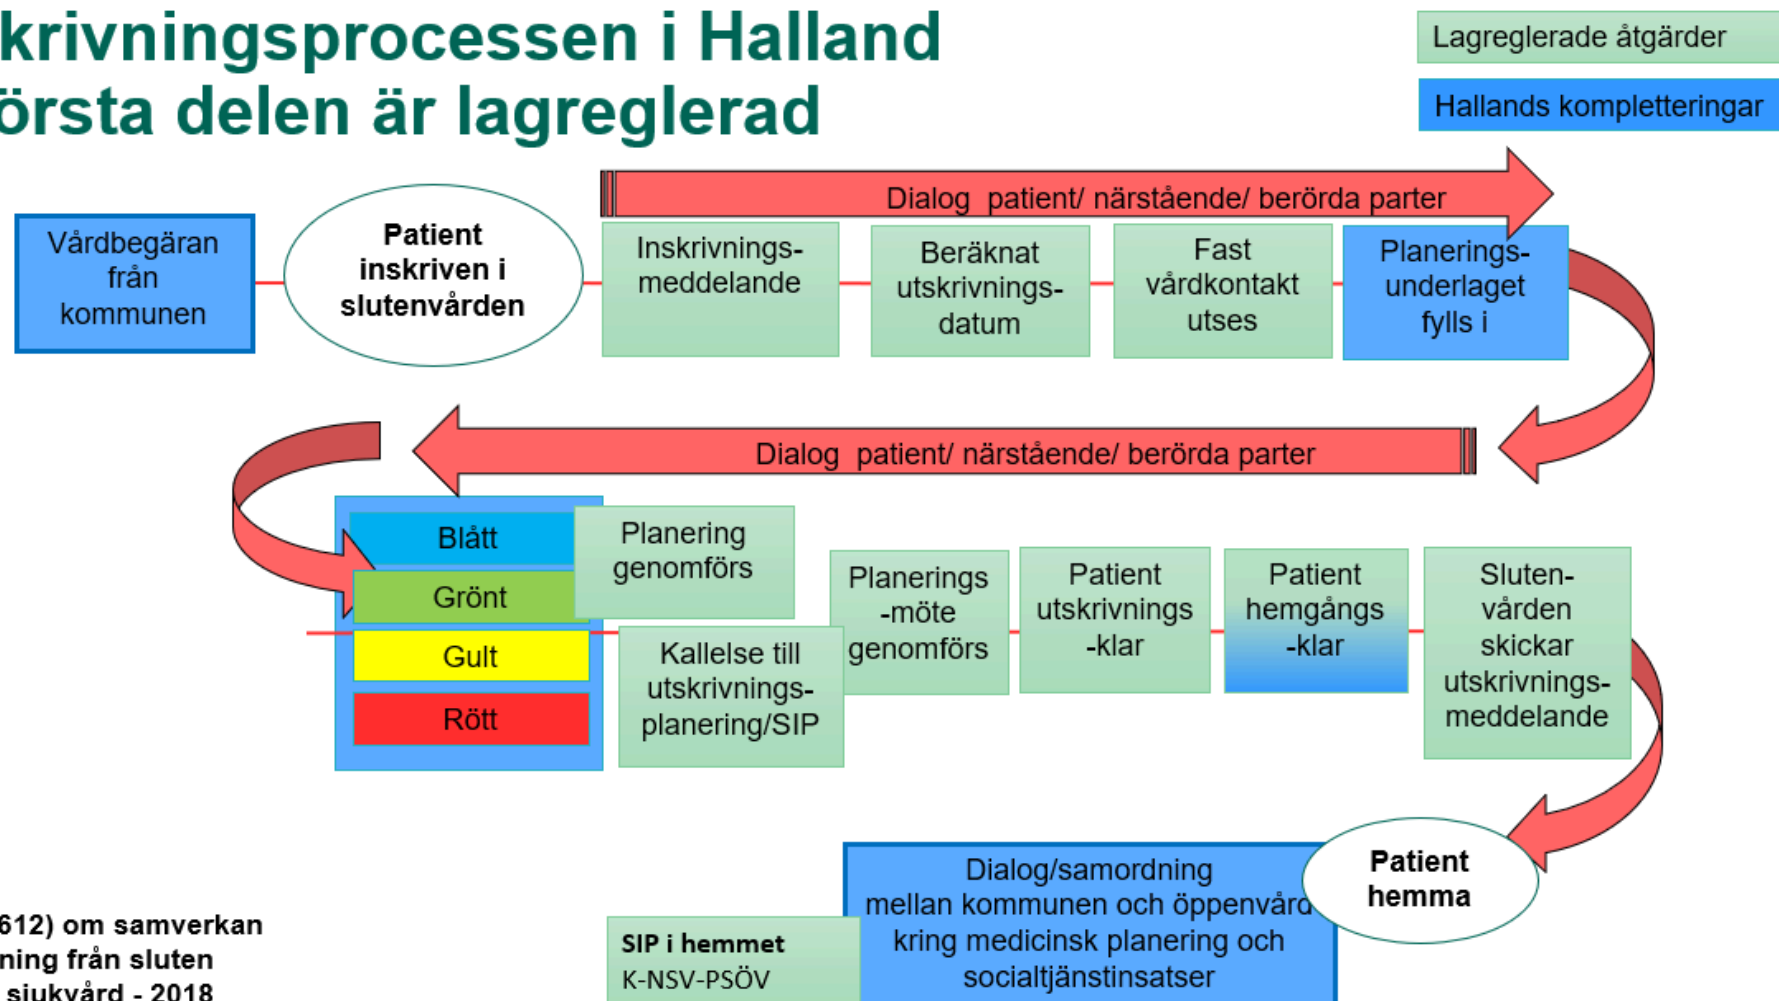 krivningsprocessen i Halland
örsta delen är lagreglerad
Lagreglerade åtgärder
Hallands kompletteringar
Dialog patient/ närstående/ berörda parter
Vårdbegäran
från
kommunen
Patient
inskriven i
slutenvården
Inskrivnings-
meddelande
Beräknat
utskrivnings-
datum
Fast
vårdkontakt
utses
Planerings-
underlaget
fylls i
Dialog patient/ närstående/ berörda parter
Blått
Grönt
Gult
Rött
Planering
genomförs
Kallelse till
utskrivnings-
planering/SIP
Planerings
-möte
genomförs
Patient
utskrivnings
-klar
Patient
hemgångs
-klar
Sluten-
vården
skickar
utskrivnings-
meddelande
Patient
hemma
Dialog/samordning
mellan kommunen och öppenvård
kring medicinsk planering och
socialtjänstinsatser
SIP i hemmet
K-NSV-PSÖV
612) om samverkan
ning från sluten
sjukvård - 2018